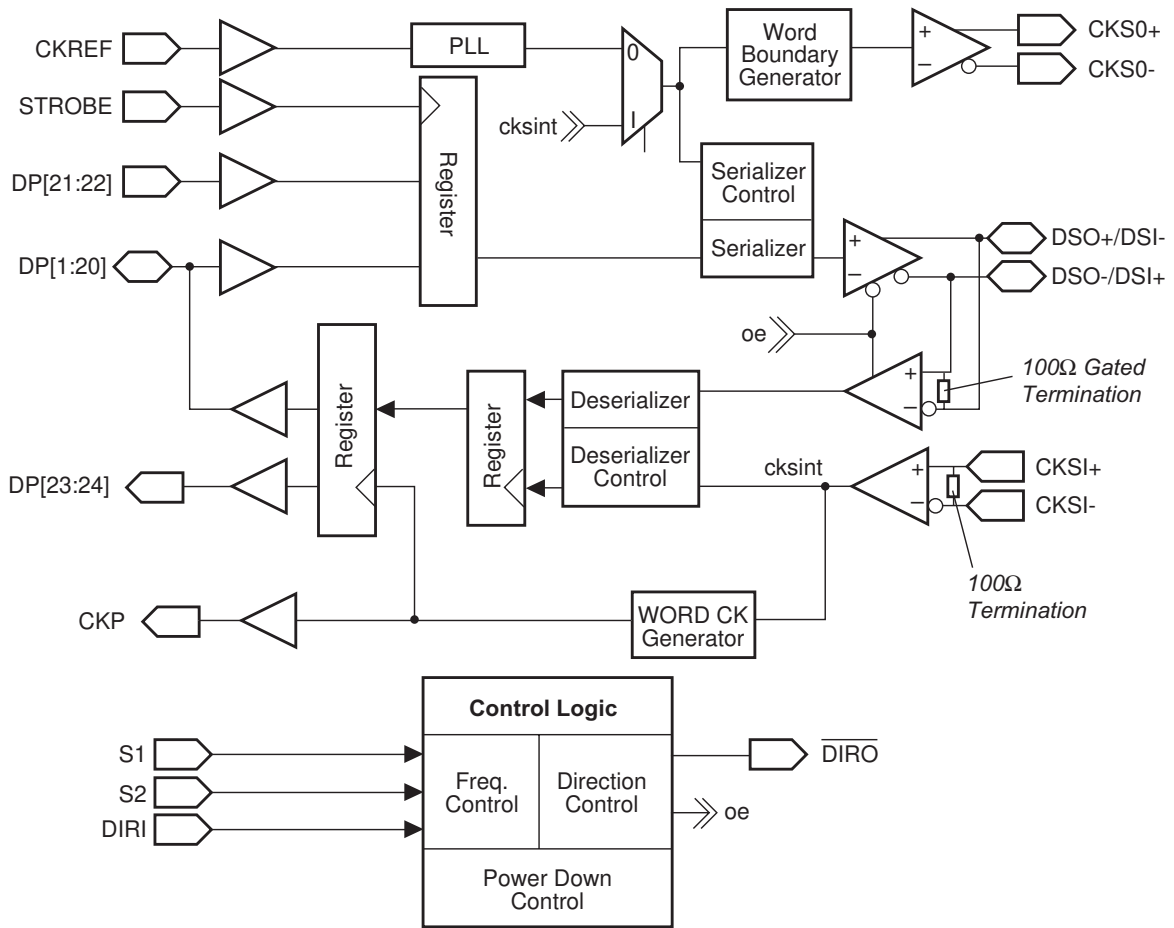 CKREF
PLL
0
Word
Boundary
Generator
+
−
CKS0+
CKS0-
STROBE
cksint
I
Register
DP[21:22]
Serializer
Control
Serializer
DP[1:20]
+
−
DSO+/DSI-
DSO-/DSI+
oe
+
−
100Ω Gated
Termination
Register
Register
Deserializer
Deserializer
Control
cksint
+
−
CKSI+
CKSI-
DP[23:24]
100Ω
Termination
CKP
WORD CK
Generator
Control Logic
S1
S2
DIRI
Freq.
Control
Direction
Control
DIRO
oe
Power Down
Control